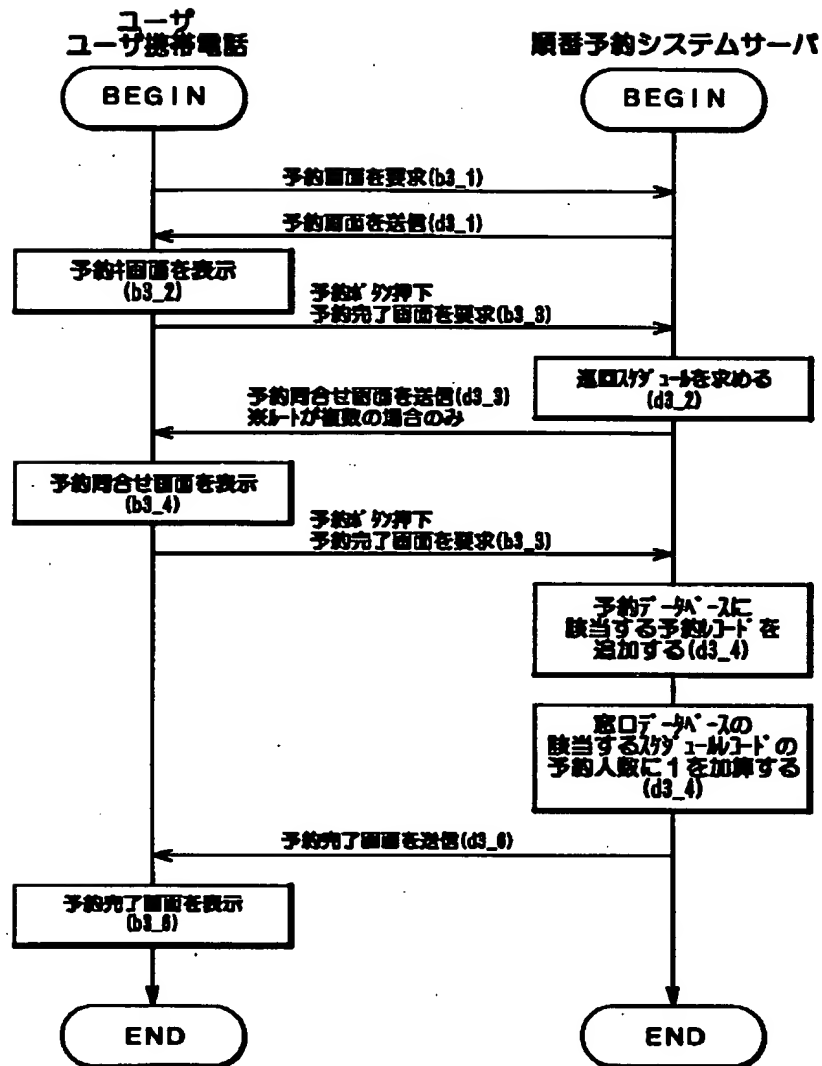 ユーザ
ユーザ携帯電話
順番予約システムサーバ
BEGIN
BEGIN
予約画面を要求(b3_1)
予約画面を送信(d3_1)
予約画面を表示
(b3_2)
予約ボタン押下
予約完了画面を要求(b3_3)
スケジュールを求める
(d3_2)
予約問合せ画面を送信(d3_3)
※ルートが複数の場合のみ
予約問合せ画面を表示
(b3_4)
予約ボタン押下
予約完了画面を要求(b3_3)
予約データベースに
該当する予約レコードを
追加する(d3_4)
窓口データベースの
該当するスケジュールレコードの
予約人数に1を加算する
(d3_4)
予約完了画面を送信(d3_6)
予約完了画面を表示
(b3_6)
END
END